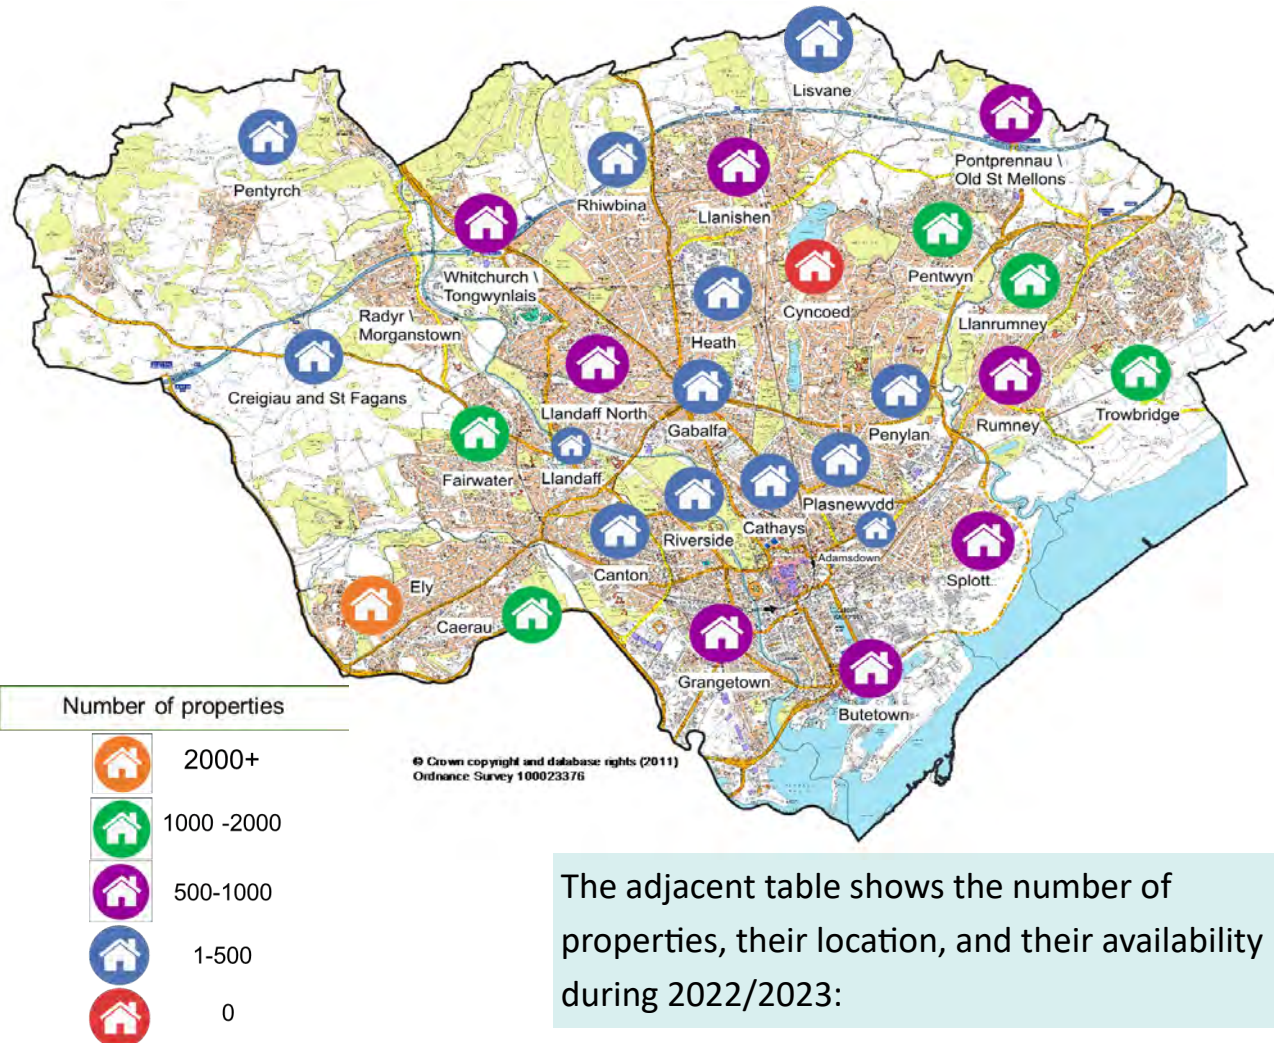 Lisvane
Pontprennau \
Old St Mellons
Pentyrch
Rhiwbina
Llanishen
Whitchurch \
Tongwynlais
Pentwyn
Cyncoed
Llanrumney
Radyr \
Morganstown
Heath
Creigiau and St Fagans
Llandaff North
Gabalfa
Penylan
Rumney
Trowbridge
Fairwater
Llandaff
Plasnewydd
Cathays
Riverside
Adamsdown
Canton
Splott
Ely
Caerau
Grangetown
Butetown
Number of properties
2000+
1000 -2000
500-1000
1-500
0
© Crown copyright and database rights (2011)
Ordnance Survey 100023376
The adjacent table shows the number of
properties, their location, and their availability
during 2022/2023: